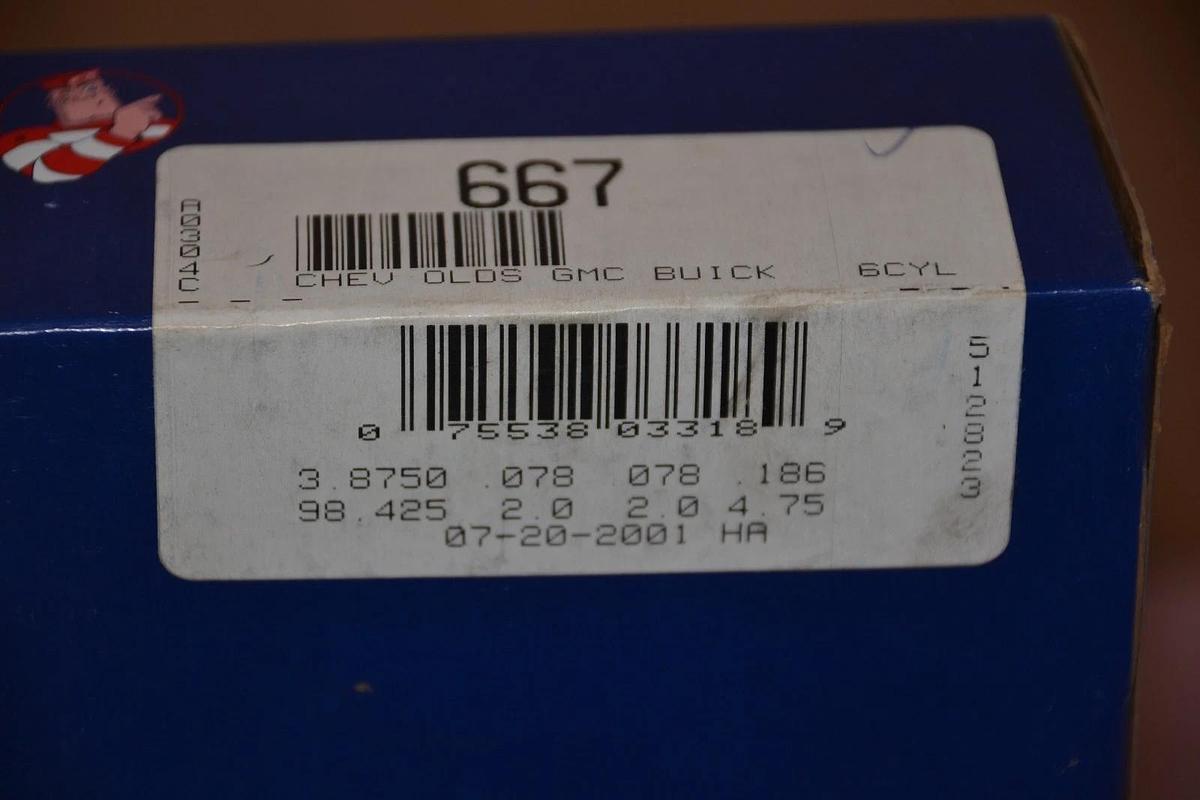 667
A0304C
CHEV OLDS GMC BUICK 6CYL
0 75538 03318 9
3.8750 .078 .078 .186
98.425 2.0 2.0 4.75
07-20-2001 HA
512823